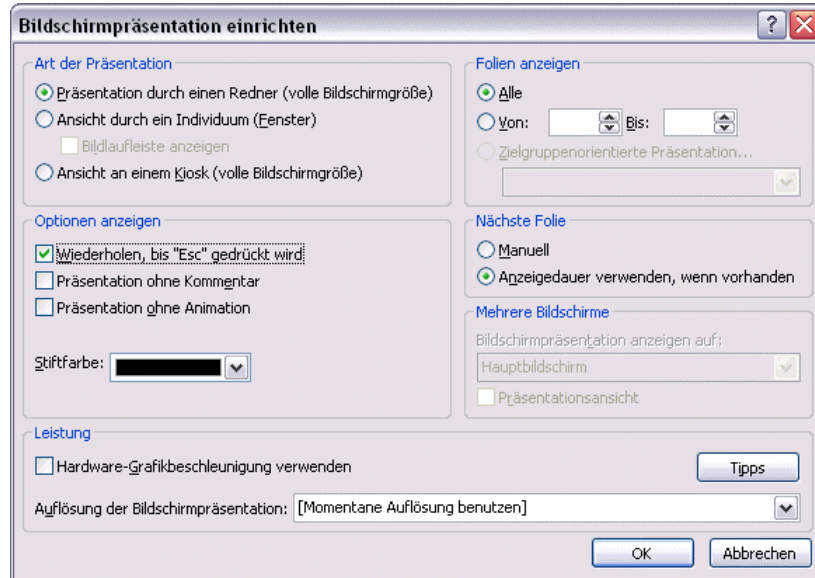 Bildschirmpräsentation einrichten
Art der Präsentation
Präsentation durch einen Redner (volle Bildschirmgröße)
Ansicht durch ein Individuum (Fenster)
Bildlaufleiste anzeigen
Ansicht an einem Kiosk (volle Bildschirmgröße)
Folien anzeigen
Alle
Von: Bis:
Zielgruppenorientierte Präsentation...
Optionen anzeigen
Wiederholen, bis "Esc" gedrückt wird
Präsentation ohne Kommentar
Präsentation ohne Animation
Stiftfarbe:
Nächste Folie
Manuell
Anzeigedauer verwenden, wenn vorhanden
Mehrere Bildschirme
Bildschirmpräsentation anzeigen auf:
Hauptbildschirm
Präsentationsansicht
Leistung
Hardware-Grafikbeschleunigung verwenden
Tipps
Auflösung der Bildschirmpräsentation: [Momentane Auflösung benutzen]
OK Abbrechen